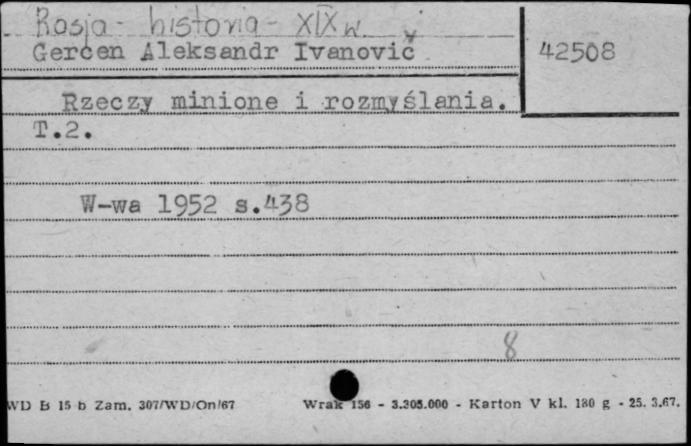 Rosja - historia - XIX w.
Gercen Aleksandr Ivanovič
42508
Rzeczy minione i rozmyślania.
T.2.
W-wa 1952 s.438
8
WD B 15 b Zam. 307/WD/On/67 Wrak 156 - 3.305.000 - Karton V kl. 180 g - 25. 3.67.